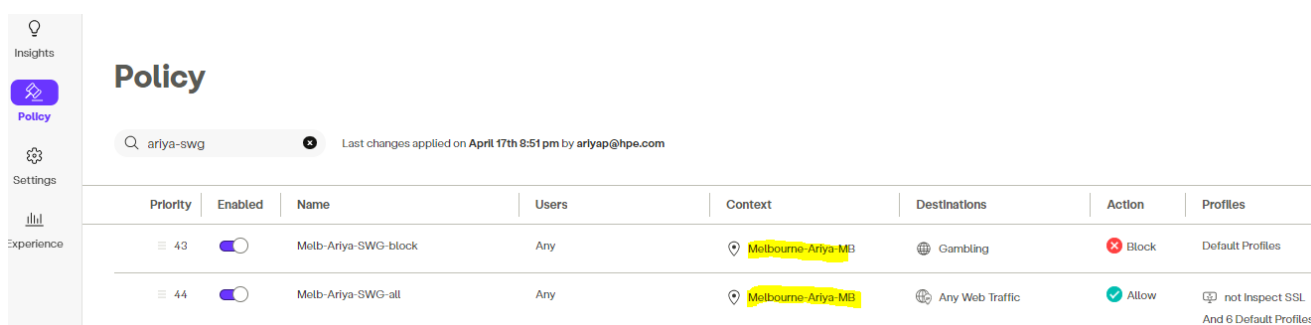 Insights
Policy
Policy
ariya-swg
Last changes applied on April 17th 8:51 pm by ariyap@hpe.com
Settings
Priority Enabled Name Users Context Destinations Action Profiles
Experience
43 Melb-Ariya-SWG-block Any Melbourne-Ariya-MB Gambling Block Default Profiles
44 Melb-Ariya-SWG-all Any Melbourne-Ariya-MB Any Web Traffic Allow not Inspect SSL
And 6 Default Profiles